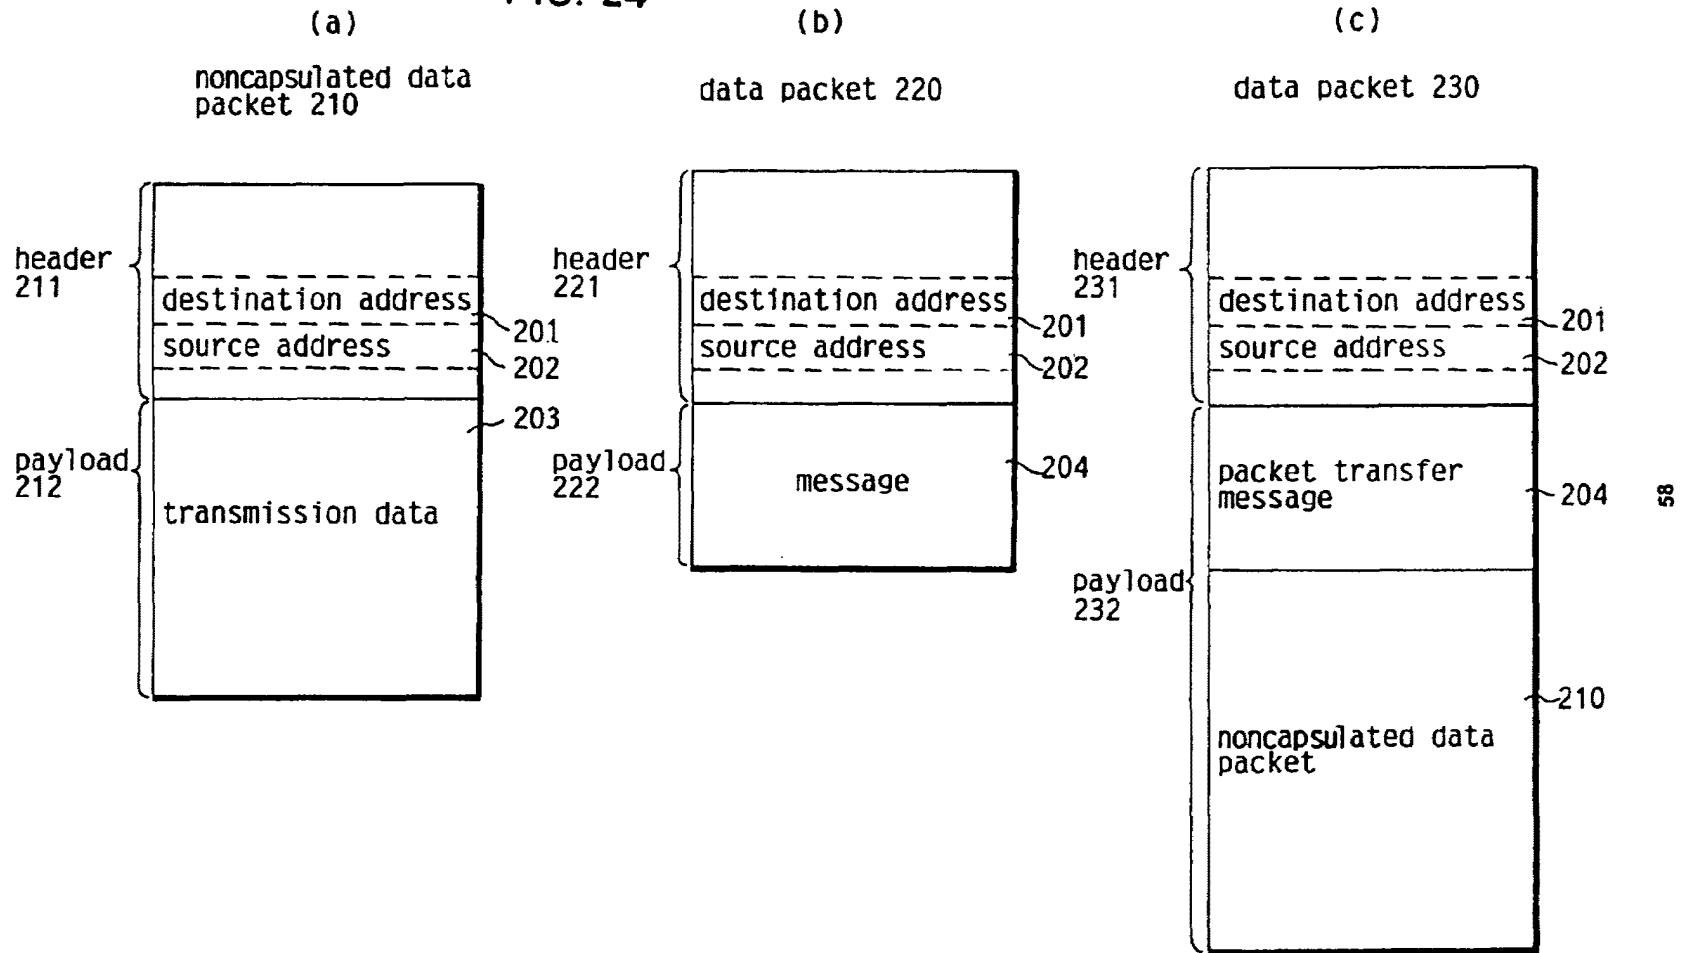 FIG. 24
(a)
noncapsulated data
packet 210
header
211
destination address
201
source address
202
203
payload
212
transmission data
(b)
data packet 220
header
221
destination address
201
source address
202
payload
222
message
204
(c)
data packet 230
header
231
destination address
201
source address
202
packet transfer
message
204
payload
232
210
noncapsulated data
packet
58